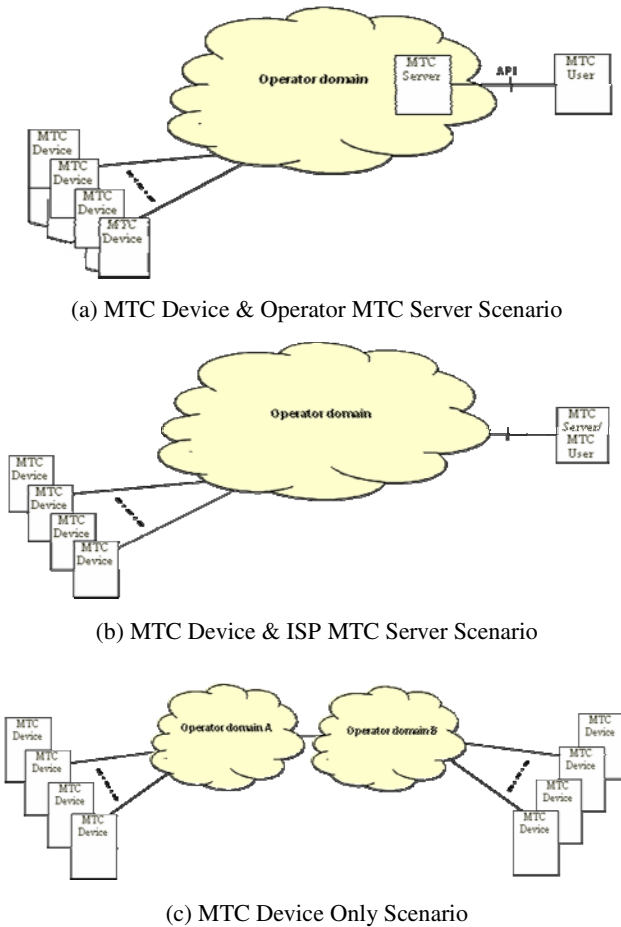 Operator domain
MTC
Server
API
MTC
User
MTC
Device
MTC
Device
MTC
Device
MTC
Device
(a) MTC Device & Operator MTC Server Scenario
Operator domain
MTC
Server/
MTC
User
MTC
Device
MTC
Device
MTC
Device
MTC
Device
(b) MTC Device & ISP MTC Server Scenario
MTC
Device
MTC
Device
MTC
Device
MTC
Device
Operator domain A
Operator domain B
MTC
Device
MTC
Device
MTC
Device
MTC
Device
(c) MTC Device Only Scenario